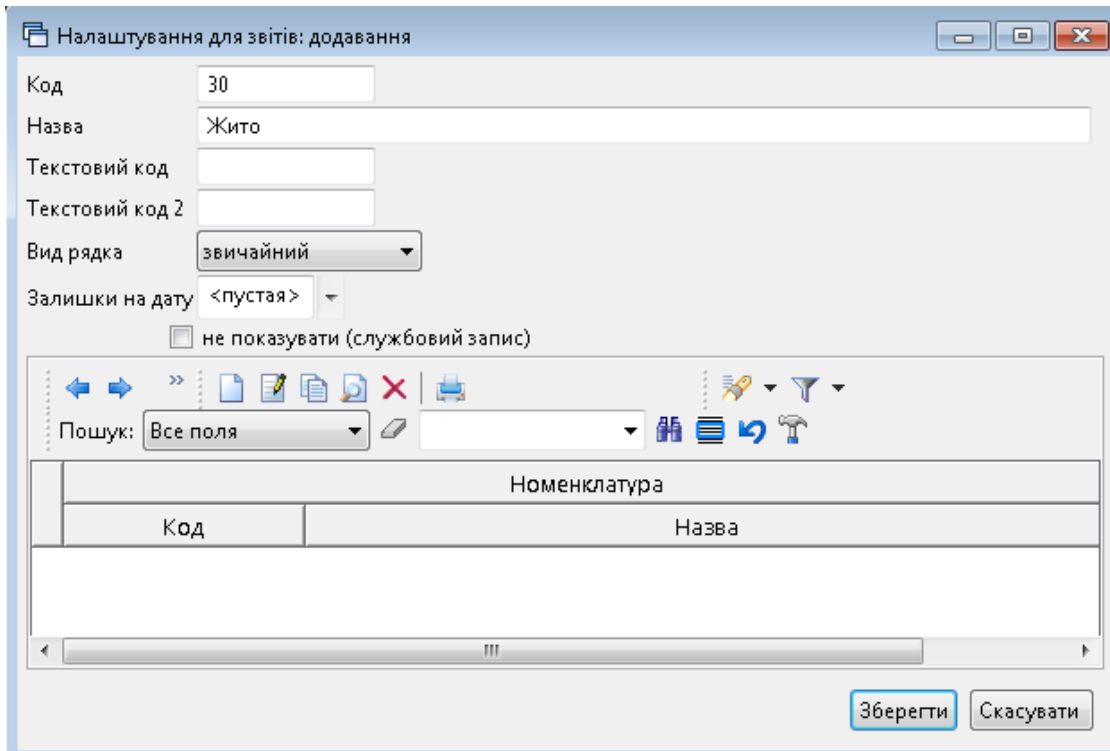 Налаштування для звітів: додавання
Код 30
Назва Жито
Текстовий код
Текстовий код 2
Вид рядка звичайний
Залишки на дату <пустая>
не показувати (службовий запис)
Пошук: Все поля
Номенклатура
Код Назва
Зберегти Скасувати